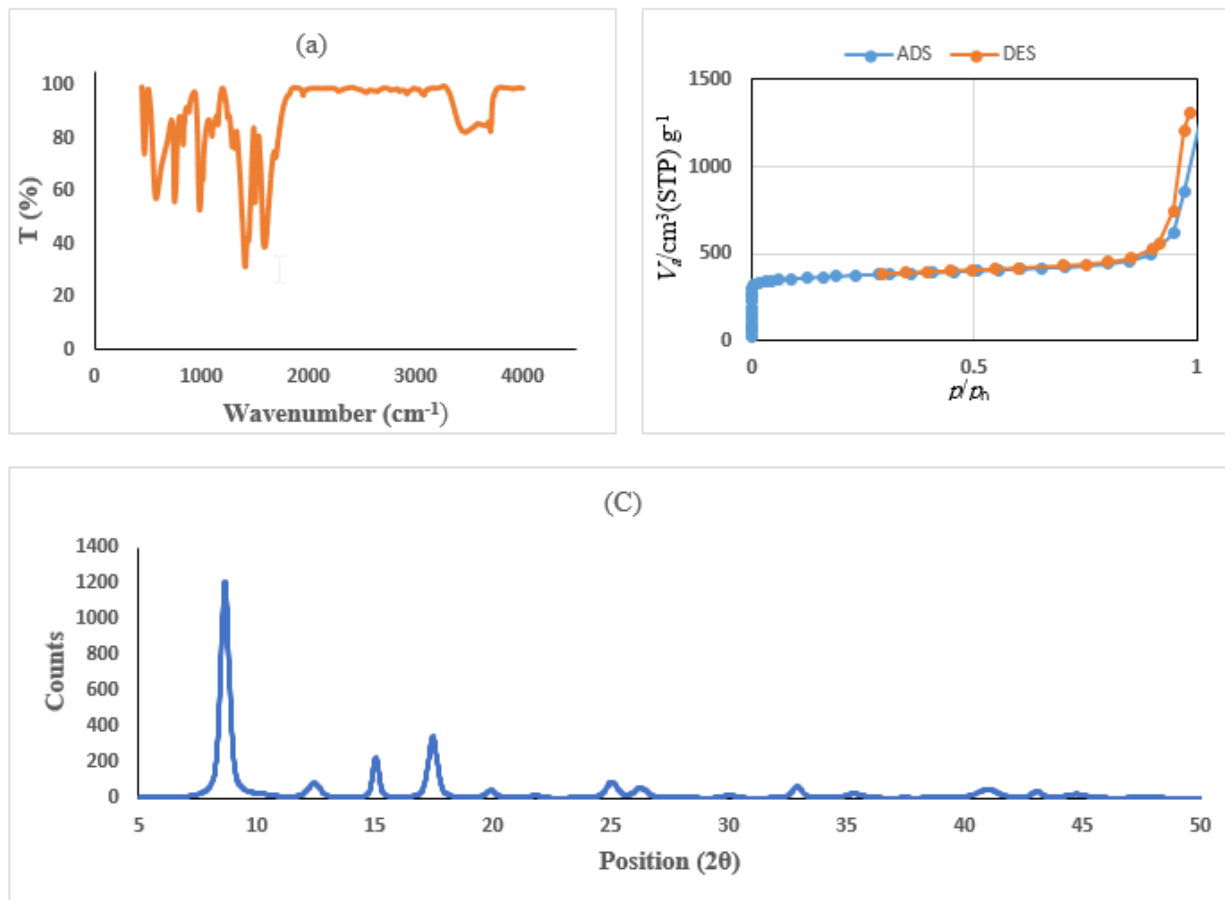 (a)
100
80
60
40
20
0
T (%)
0 1000 2000 3000 4000
Wavenumber (cm⁻¹)
ADS DES
1500
1000
500
0
Vₐ/cm³(STP) g⁻¹
0 0.5 1
p/p₀
(C)
1400
1200
1000
800
600
400
200
0
Counts
5 10 15 20 25 30 35 40 45 50
Position (2θ)